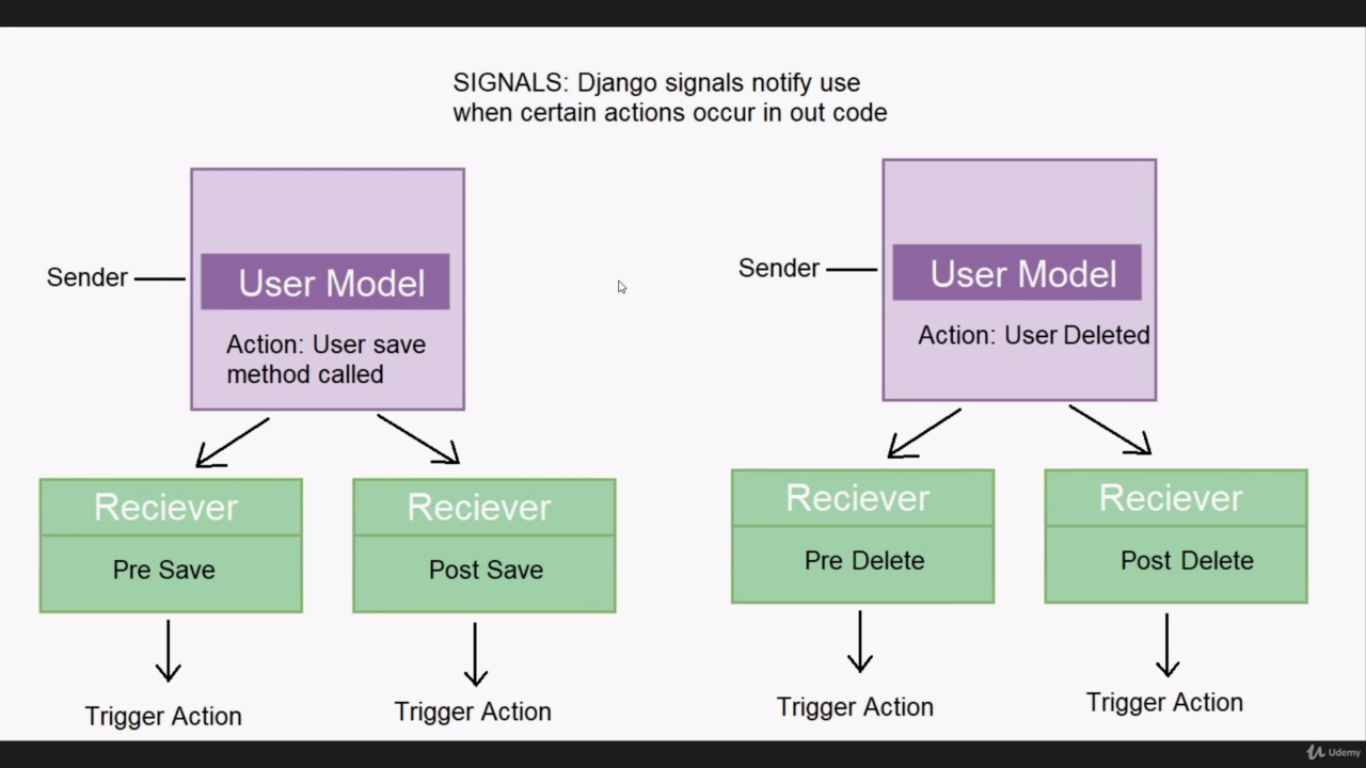 SIGNALS: Django signals notify use
when certain actions occur in out code
Sender
User Model
Action: User save
method called
Sender
User Model
Action: User Deleted
Reciever
Pre Save
Reciever
Post Save
Reciever
Pre Delete
Reciever
Post Delete
Trigger Action
Trigger Action
Trigger Action
Trigger Action
Udemy